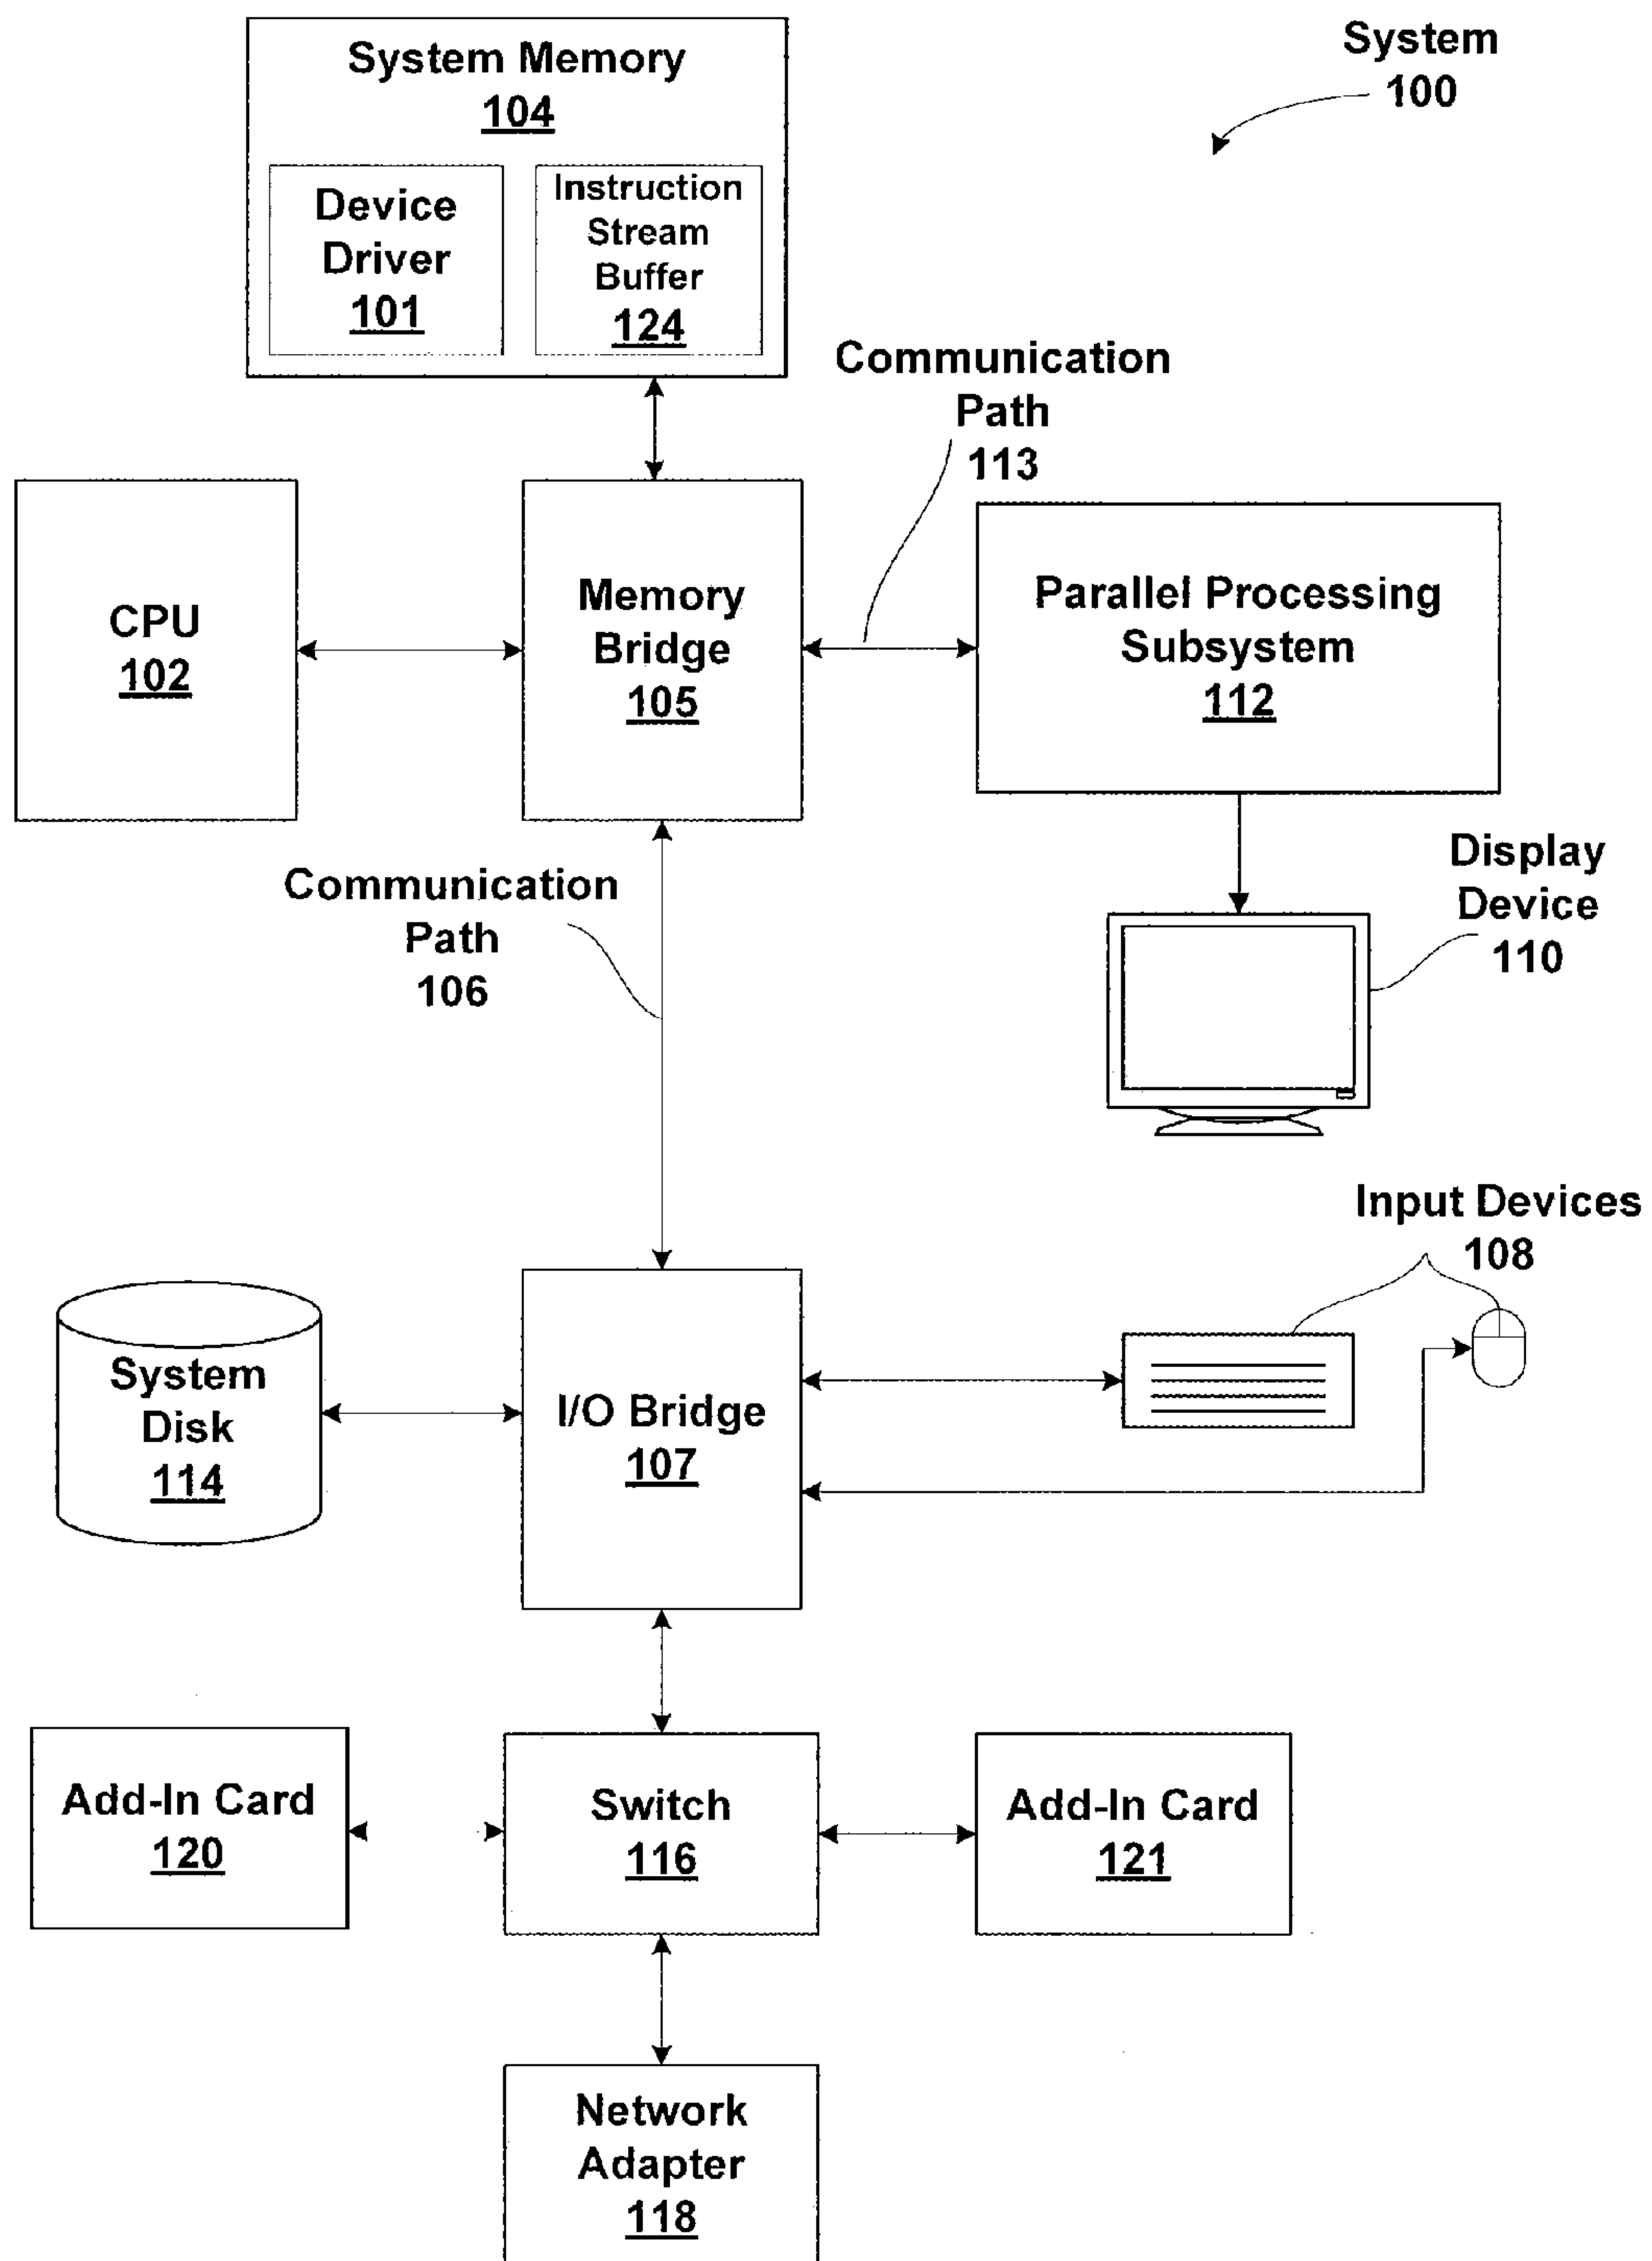 System Memory
104
Device
Driver
101
Instruction
Stream
Buffer
124
System
100
Communication
Path
113
CPU
102
Memory
Bridge
105
Parallel Processing
Subsystem
112
Communication
Path
106
Display
Device
110
Input Devices
108
System
Disk
114
I/O Bridge
107
Add-In Card
120
Switch
116
Add-In Card
121
Network
Adapter
118